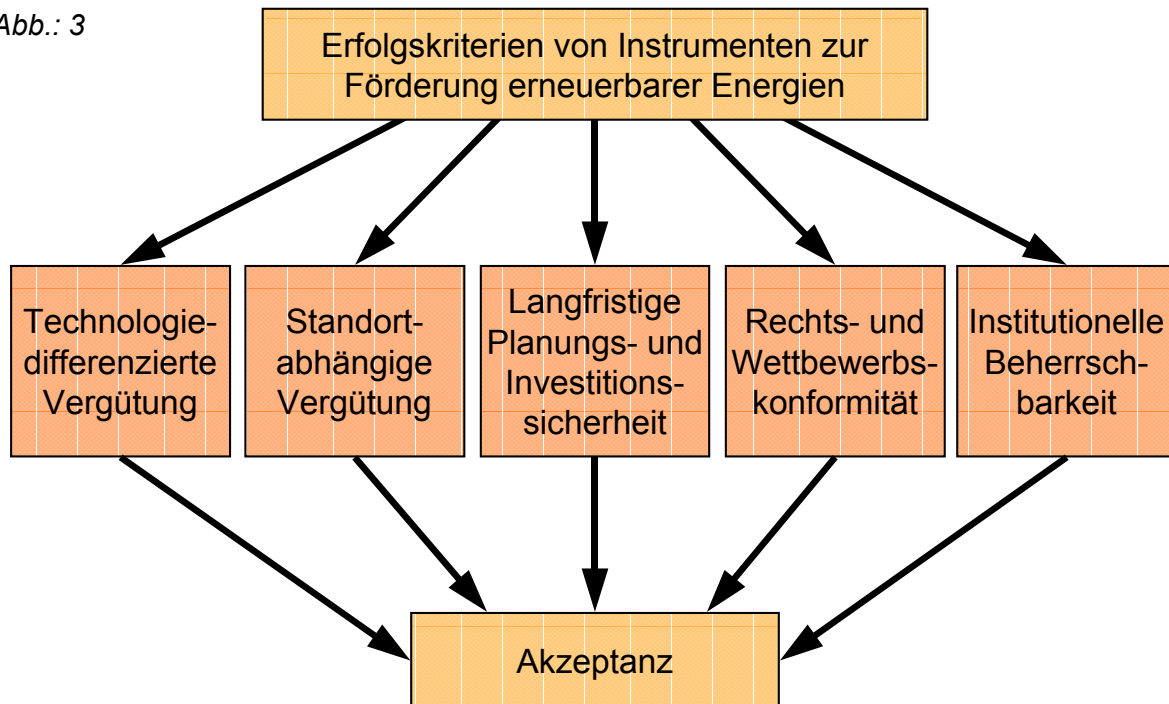 Abb.: 3
Erfolgskriterien von Instrumenten zur
Förderung erneuerbarer Energien
Technologie-
differenzierte
Vergütung
Standort-
abhängige
Vergütung
Langfristige
Planungs- und
Investitions-
sicherheit
Rechts- und
Wettbewerbs-
konformität
Institutionelle
Beherrsch-
barkeit
Akzeptanz